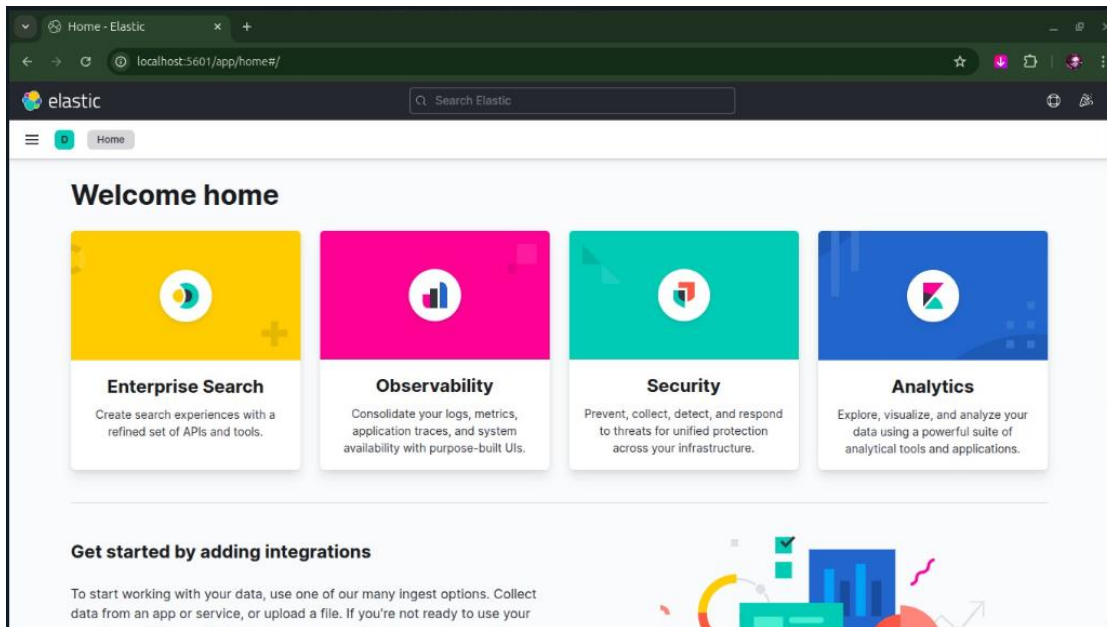 Home - Elastic
localhost:5601/app/home#/
elastic
Search Elastic
D
Home
Welcome home
Enterprise Search
Create search experiences with a
refined set of APIs and tools.
Observability
Consolidate your logs, metrics,
application traces, and system
availability with purpose-built UIs.
Security
Prevent, collect, detect, and respond
to threats for unified protection
across your infrastructure.
Analytics
Explore, visualize, and analyze your
data using a powerful suite of
analytical tools and applications.
Get started by adding integrations
To start working with your data, use one of our many ingest options. Collect
data from an app or service, or upload a file. If you're not ready to use your